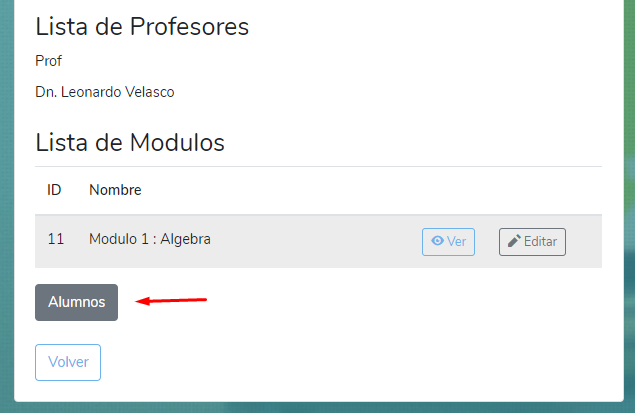 Lista de Profesores
Prof
Dn. Leonardo Velasco
Lista de Modulos
ID Nombre
11 Modulo 1 : Algebra Ver Editar
Alumnos
Volver